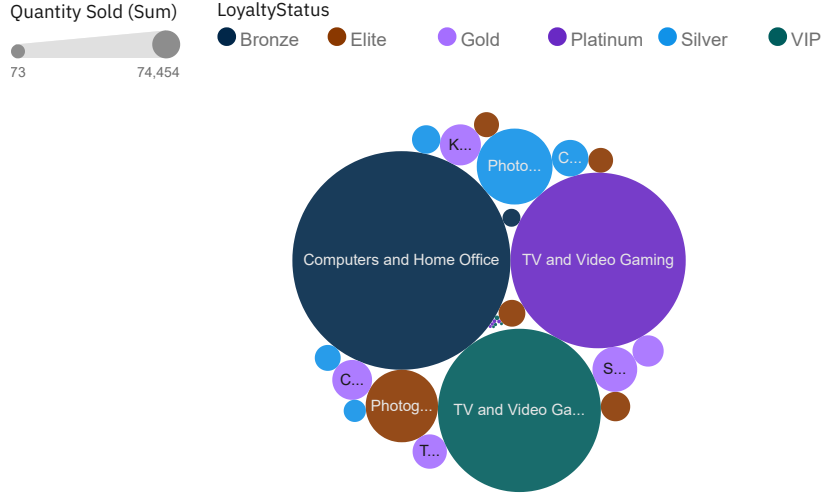 Quantity Sold (Sum)
73
74,454
LoyaltyStatus
Bronze
Elite
Gold
Platinum
Silver
VIP
K...
Photo...
C...
Computers and Home Office
TV and Video Gaming
S...
C...
Photog...
TV and Video Ga...
T...